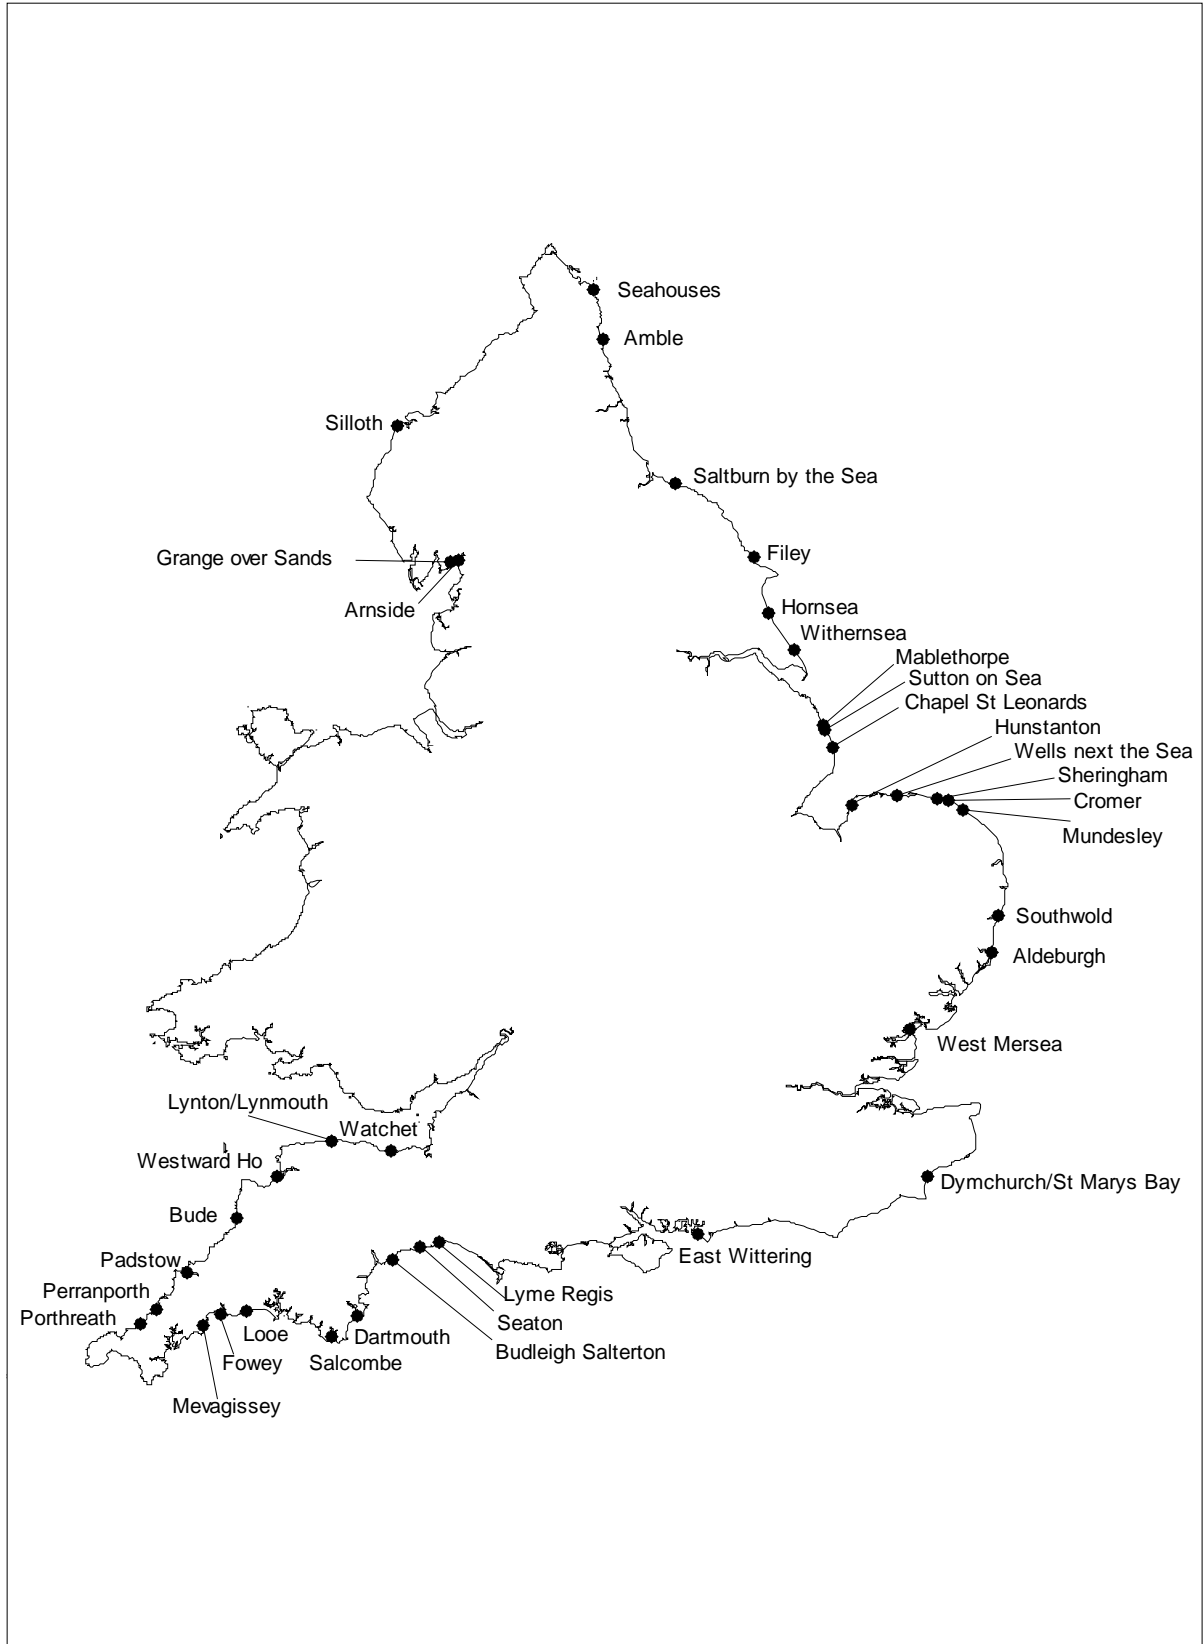 Seahouses
Amble
Silloth
Saltburn by the Sea
Filey
Grange over Sands
Arnside
Hornsea
Withernsea
Mablethorpe
Sutton on Sea
Chapel St Leonards
Hunstanton
Wells next the Sea
Sheringham
Cromer
Mundesley
Southwold
Aldeburgh
West Mersea
Lynton/Lynmouth
Watchet
Westward Ho
Dymchurch/St Marys Bay
Bude
East Wittering
Padstow
Perranporth
Porthreath
Lyme Regis
Seaton
Budleigh Salterton
Looe
Dartmouth
Fowey
Salcombe
Mevagissey